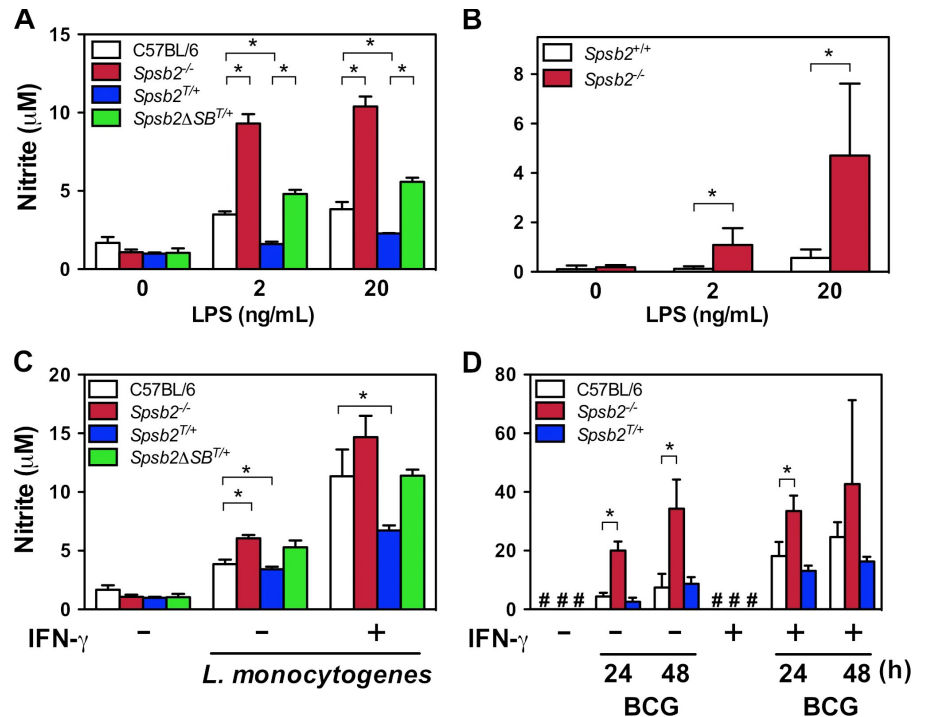 A
C57BL/6
Spsb2-/-
Spsb2T/+
Spsb2ΔSBT/+
* * * * * *
15
10
5
0
Nitrite (μM)
0 2 20
LPS (ng/mL)
B
Spsb2+/+
Spsb2-/-
* *
8
6
4
2
0
0 2 20
LPS (ng/mL)
C
C57BL/6
Spsb2-/-
Spsb2T/+
Spsb2ΔSBT/+
* * *
20
15
10
5
0
Nitrite (μM)
IFN-γ − − +
L. monocytogenes
D
C57BL/6
Spsb2-/-
Spsb2T/+
* * *
80
60
40
20
0
# # # # # #
− − − + + +
24 48 24 48 (h)
BCG BCG